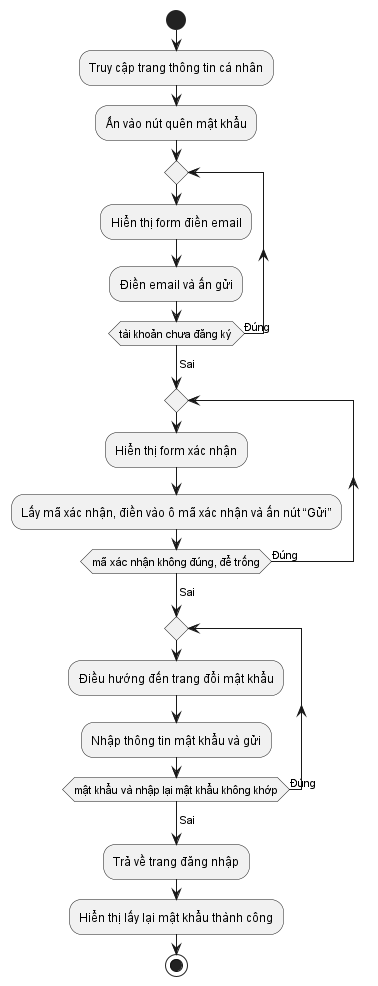 Truy cập trang thông tin cá nhân
Ấn vào nút quên mật khẩu
Hiển thị form điền email
Điền email và ấn gửi
tài khoản chưa đăng ký
Đúng
Sai
Hiển thị form xác nhận
Lấy mã xác nhận, điền vào ô mã xác nhận và ấn nút “Gửi”
mã xác nhận không đúng, để trống
Đúng
Sai
Điều hướng đến trang đổi mật khẩu
Nhập thông tin mật khẩu và gửi
mật khẩu và nhập lại mật khẩu không khớp
Đúng
Sai
Trả về trang đăng nhập
Hiển thị lấy lại mật khẩu thành công